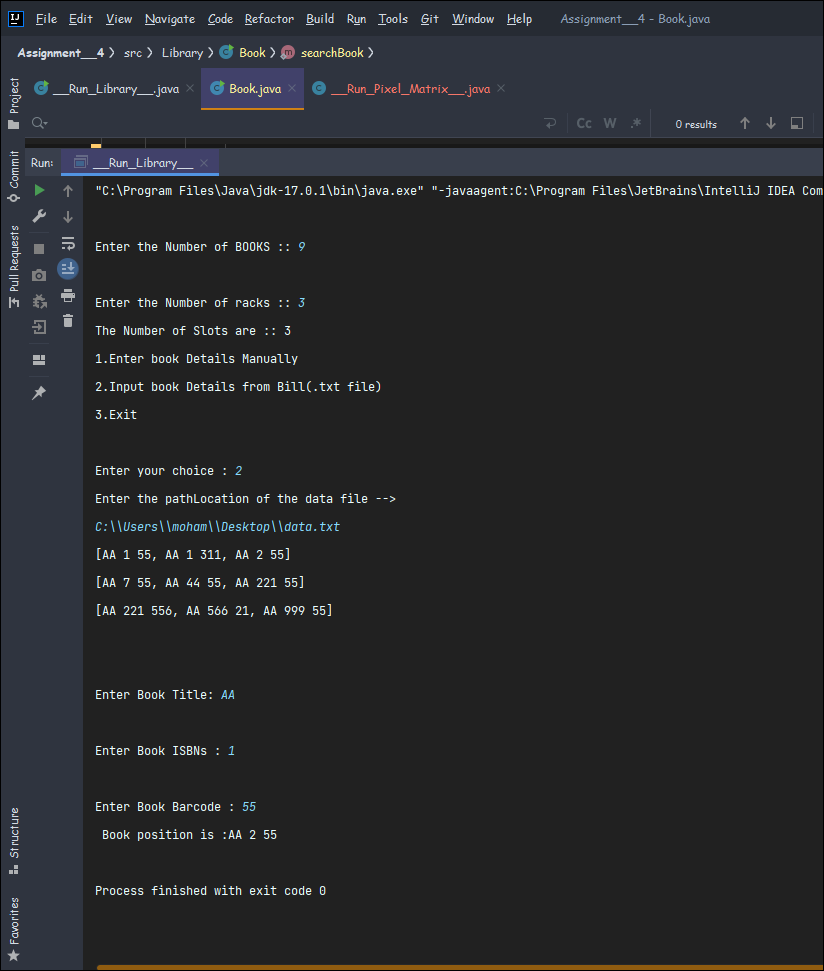 File Edit View Navigate Code Refactor Build Run Tools Git Window Help Assignment__4 - Book.java
Assignment__4 src Library Book searchBook
__Run_Library__.java Book.java __Run_Pixel_Matrix__.java
Cc W .* 0 results
Project
Commit
Pull Requests
Structure
Favorites
Run: __Run_Library__
"C:\Program Files\Java\jdk-17.0.1\bin\java.exe" "-javaagent:C:\Program Files\JetBrains\IntelliJ IDEA Com
Enter the Number of BOOKS :: 9
Enter the Number of racks :: 3
The Number of Slots are :: 3
1.Enter book Details Manually
2.Input book Details from Bill(.txt file)
3.Exit
Enter your choice : 2
Enter the pathLocation of the data file -->
C:\\Users\\moham\\Desktop\\data.txt
[AA 1 55, AA 1 311, AA 2 55]
[AA 7 55, AA 44 55, AA 221 55]
[AA 221 556, AA 566 21, AA 999 55]
Enter Book Title: AA
Enter Book ISBNs : 1
Enter Book Barcode : 55
Book position is :AA 2 55
Process finished with exit code 0